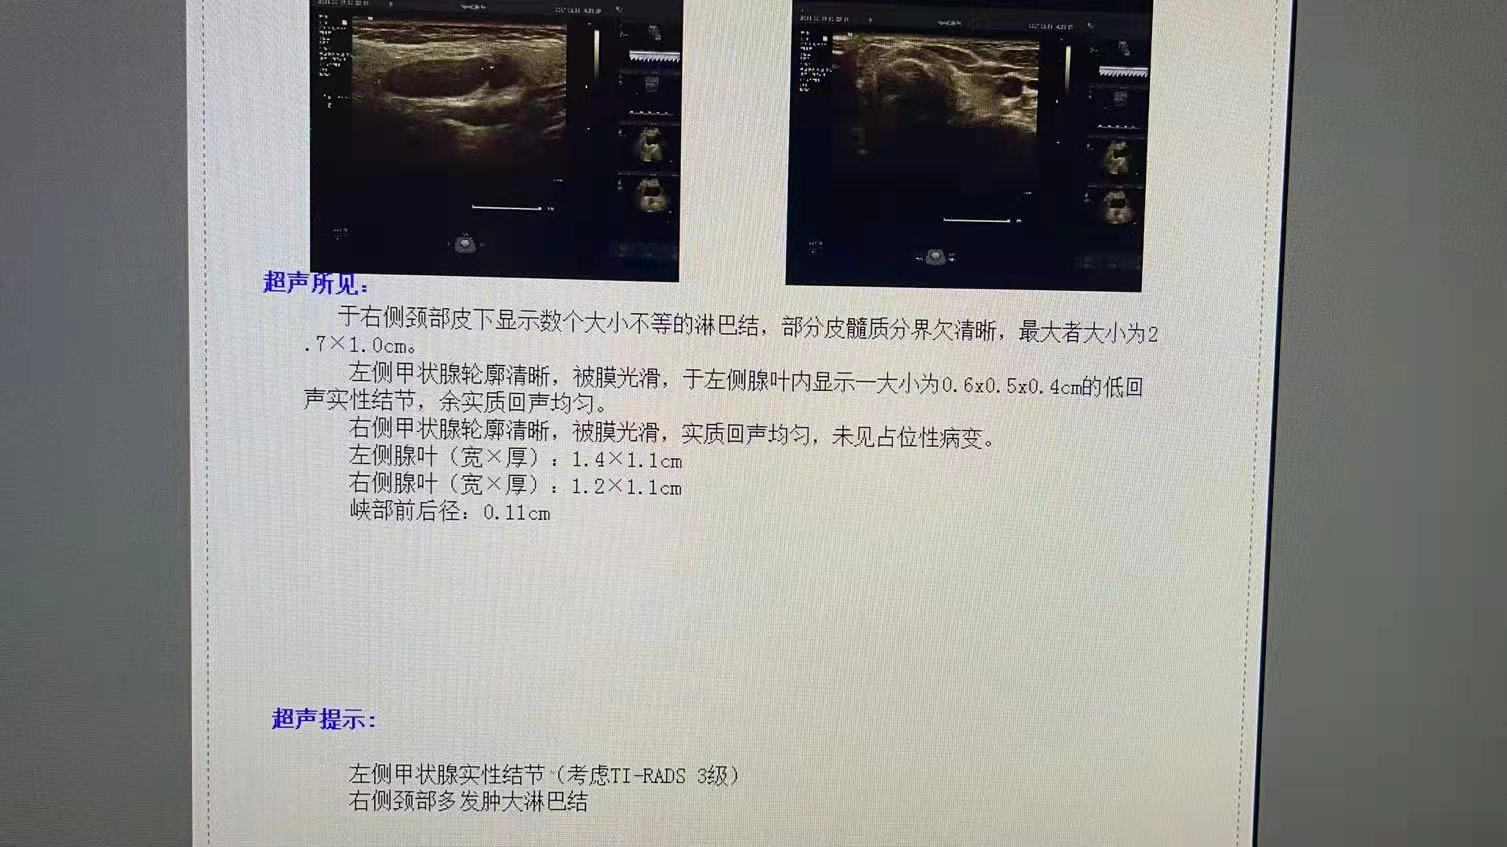 超声所见：
于右侧颈部皮下显示数个大小不等的淋巴结，部分皮髓质分界欠清晰，最大者大小为2
.7×1.0cm。
左侧甲状腺轮廓清晰，被膜光滑，于左侧腺叶内显示一大小为0.6x0.5x0.4cm的低回
声实性结节，余实质回声均匀。
右侧甲状腺轮廓清晰，被膜光滑，实质回声均匀，未见占位性病变。
左侧腺叶（宽×厚）：1.4×1.1cm
右侧腺叶（宽×厚）：1.2×1.1cm
峡部前后径：0.11cm
超声提示：
左侧甲状腺实性结节（考虑TI-RADS 3级）
右侧颈部多发肿大淋巴结